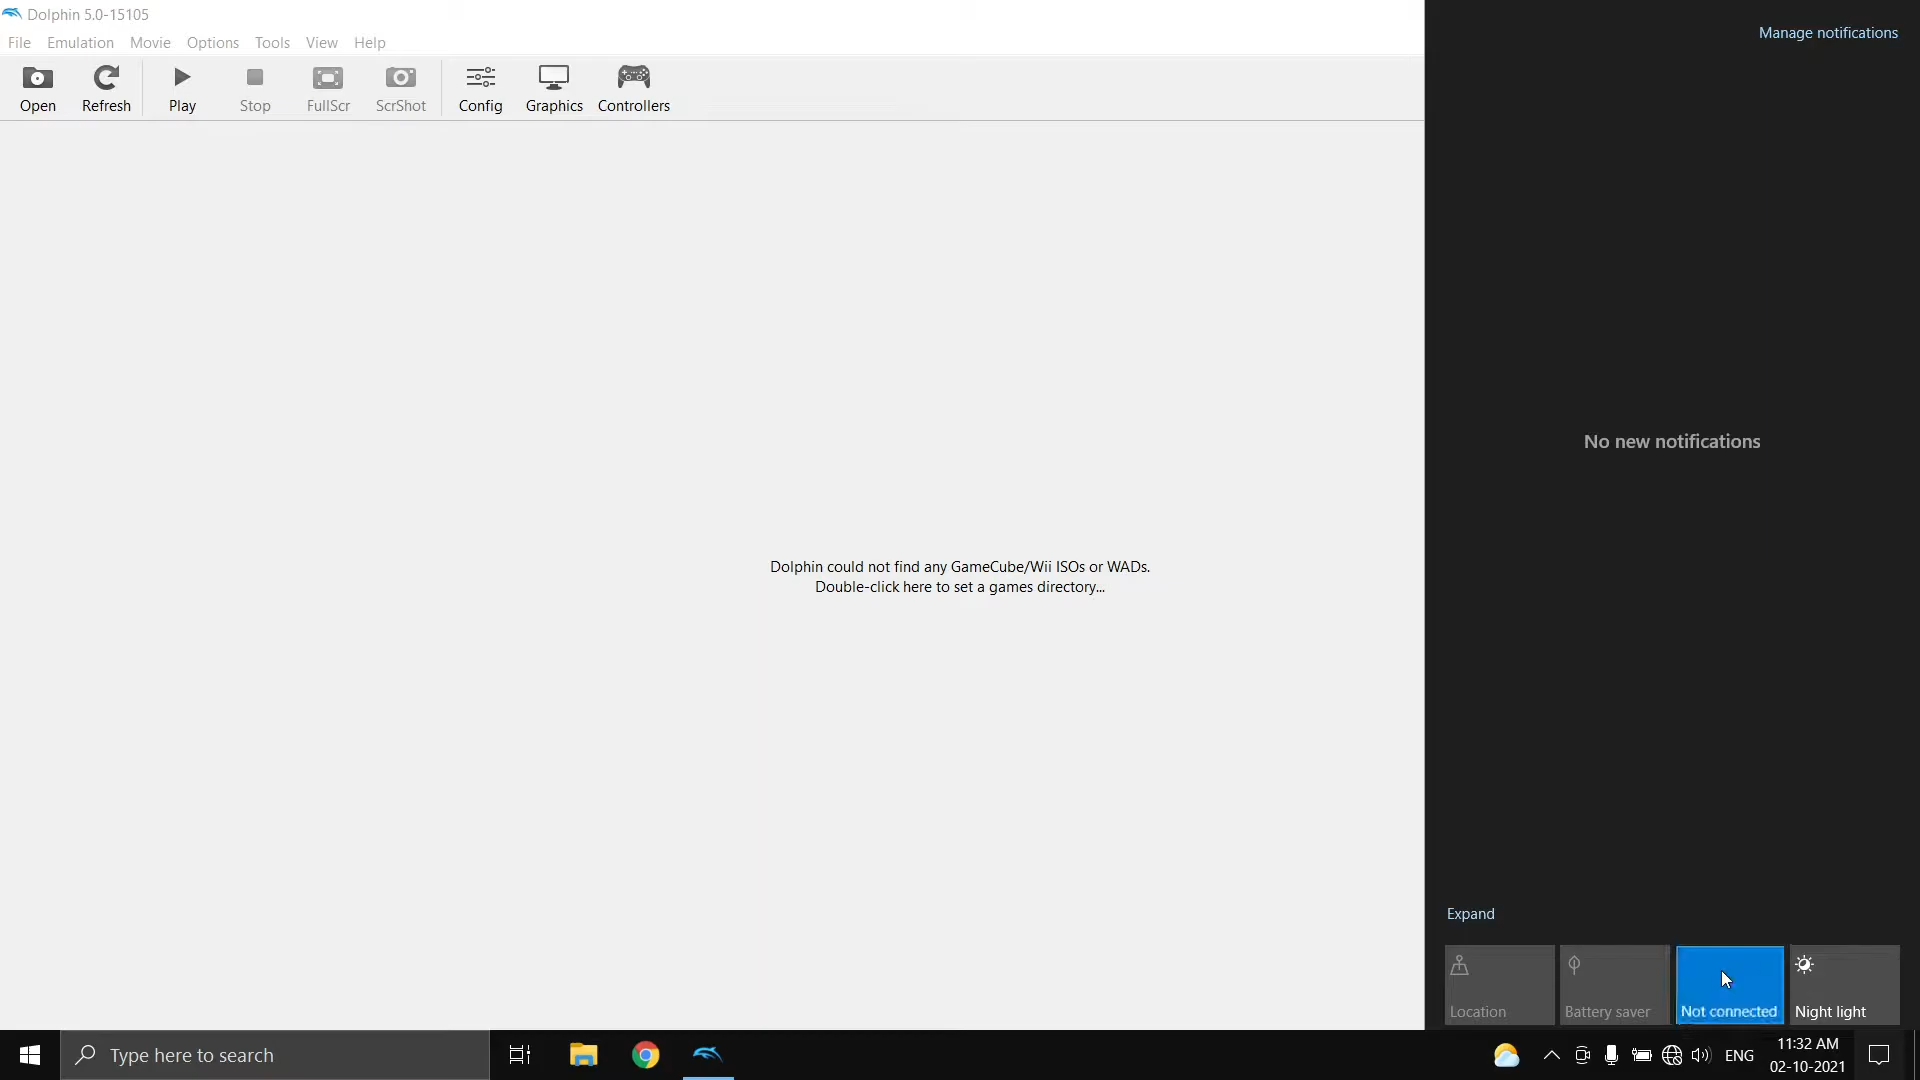 Dolphin 5.0-15105
File Emulation Movie Options Tools View Help
Open Refresh Play Stop FullScr ScrShot Config Graphics Controllers
Dolphin could not find any GameCube/Wii ISOs or WADs.
Double-click here to set a games directory...
Manage notifications
No new notifications
Expand
Location Battery saver Not connected Night light
Type here to search
ENG
11:32 AM
02-10-2021